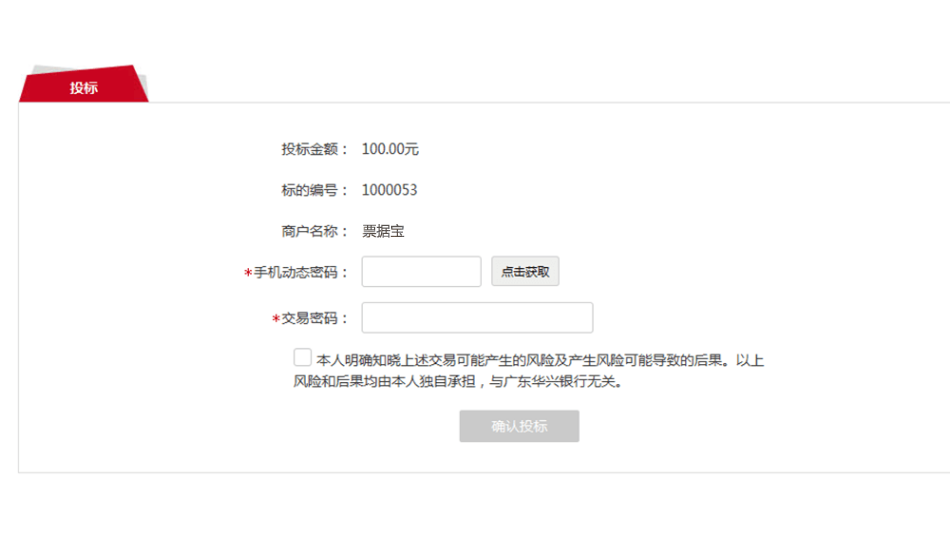 投标
投标金额： 100.00元
标的编号： 1000053
商户名称： 票据宝
*手机动态密码： 点击获取
*交易密码：
本人明确知晓上述交易可能产生的风险及产生风险可能导致的后果。以上
风险和后果均由本人独自承担，与广东华兴银行无关。
确认投标